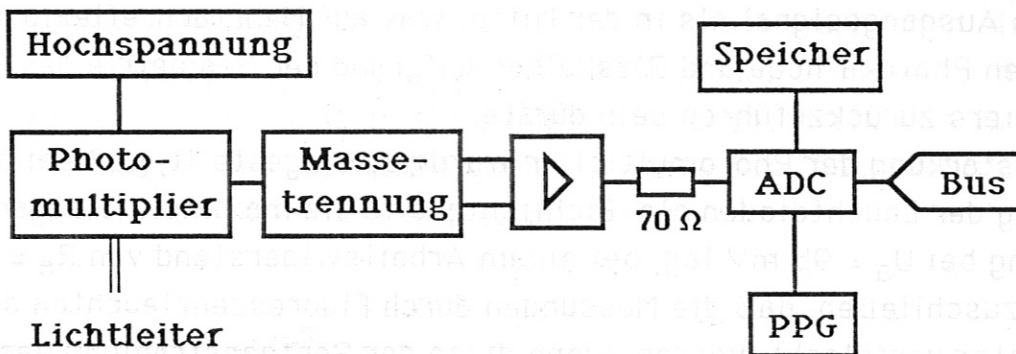 Hochspannung
Speicher
Photo-
multiplier
Masse-
trennung
70 Ω
ADC
Bus
Lichtleiter
PPG